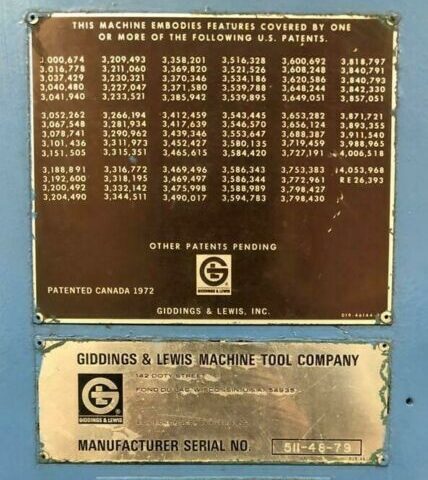 THIS MACHINE EMBODIES FEATURES COVERED BY ONE
OR MORE OF THE FOLLOWING U.S. PATENTS.
3,000,674 3,209,493 3,358,201 3,516,328 3,600,692 3,818,797
3,016,778 3,211,060 3,369,820 3,521,526 3,608,248 3,840,791
3,037,429 3,230,321 3,370,346 3,534,186 3,620,586 3,840,793
3,040,480 3,227,047 3,371,580 3,539,788 3,644,264 3,842,330
3,041,940 3,233,521 3,385,942 3,539,895 3,649,051 3,857,051
3,052,262 3,266,194 3,412,459 3,543,445 3,653,282 3,871,721
3,067,548 3,281,934 3,417,639 3,546,570 3,656,124 3,893,355
3,078,741 3,290,962 3,439,346 3,553,647 3,688,387 3,911,540
3,101,436 3,311,973 3,452,427 3,580,135 3,719,459 3,988,965
3,151,505 3,315,351 3,465,615 3,584,420 3,727,191 4,006,518
3,188,891 3,316,772 3,469,496 3,586,343 3,753,383 4,053,968
3,192,600 3,318,195 3,469,497 3,586,344 3,772,961 RE 26,393
3,200,492 3,332,142 3,475,998 3,588,989 3,798,427
3,204,490 3,344,511 3,490,017 3,594,783 3,798,430
OTHER PATENTS PENDING
PATENTED CANADA 1972
GIDDINGS & LEWIS, INC.
GIDDINGS & LEWIS MACHINE TOOL COMPANY
142 DOTY STREET
FOND DU LAC, WISCONSIN, U.S.A. 54935
GIDDINGS & LEWIS
MANUFACTURER SERIAL NO. 511-48-79